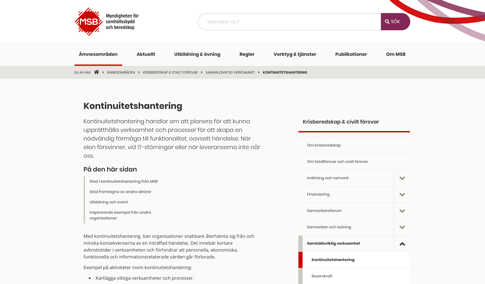 MSB
Myndigheten för
samhällsskydd
och beredskap
Vad söker du?
SÖK
Ämnesområden
Aktuellt
Utbildning & övning
Regler
Verktyg & tjänster
Publikationer
Om MSB
Du är här:
ÄMNESOMRÅDEN
KRISBEREDSKAP & CIVILT FÖRSVAR
SAMHÄLLSVIKTIG VERKSAMHET
KONTINUITETSHANTERING
Kontinuitetshantering
Kontinuitetshantering handlar om att planera för att kunna
upprätthålla verksamhet och processer för att skapa en
nödvändig förmåga till funktionalitet, oavsett händelse. När
elen försvinner, vid IT-störningar eller när leveranserna inte når
oss.
På den här sidan
Stöd i kontinuitetshantering från MSB
Stöd framtagna av andra aktörer
Utbildning och event
Inspirerande exempel från andra
organisationer
Med kontinuitetshantering kan organisationer snabbare återhämta sig från och
minska konsekvenserna av en inträffad händelse. Det innebär kortare
avbrottstider i verksamheten och förhindrar att personella, ekonomiska,
funktionella och informationsrelaterade värden går förlorade.
Exempel på aktiviteter inom kontinuitetshantering:
• Kartlägga viktiga verksamheter och processer.
Krisberedskap & civilt försvar
Om krisberedskap
Om totalförsvar och civilt försvar
Inriktning och ramverk
Finansiering
Samverkansforum
Samverkan och ledning
Samhällsviktig verksamhet
Kontinuitetshantering
Reservkraft